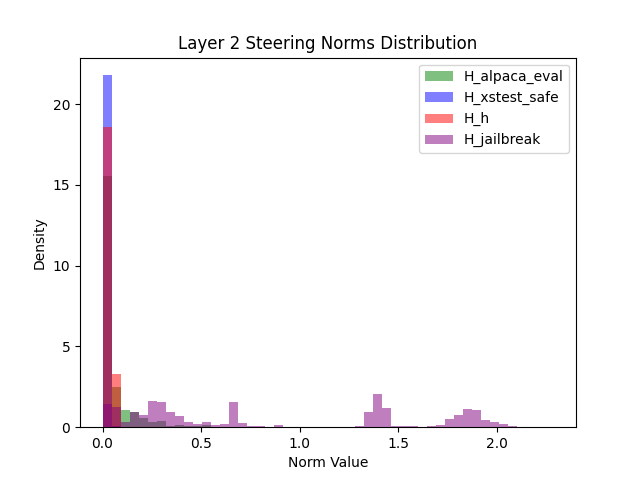 Layer 2 Steering Norms Distribution
H_alpaca_eval
H_xstest_safe
H_h
H_jailbreak
Density
20
15
10
5
0
0.0 0.5 1.0 1.5 2.0
Norm Value